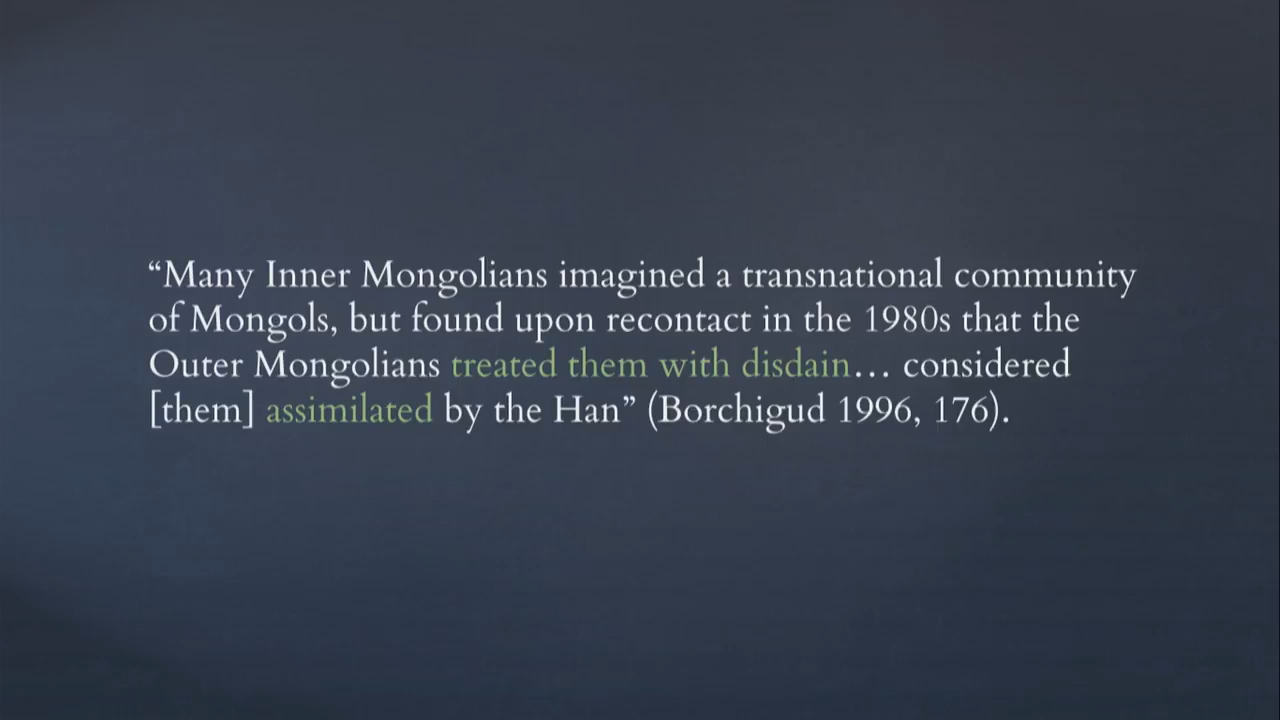 “Many Inner Mongolians imagined a transnational community
of Mongols, but found upon recontact in the 1980s that the
Outer Mongolians treated them with disdain… considered
[them] assimilated by the Han” (Borchigud 1996, 176).